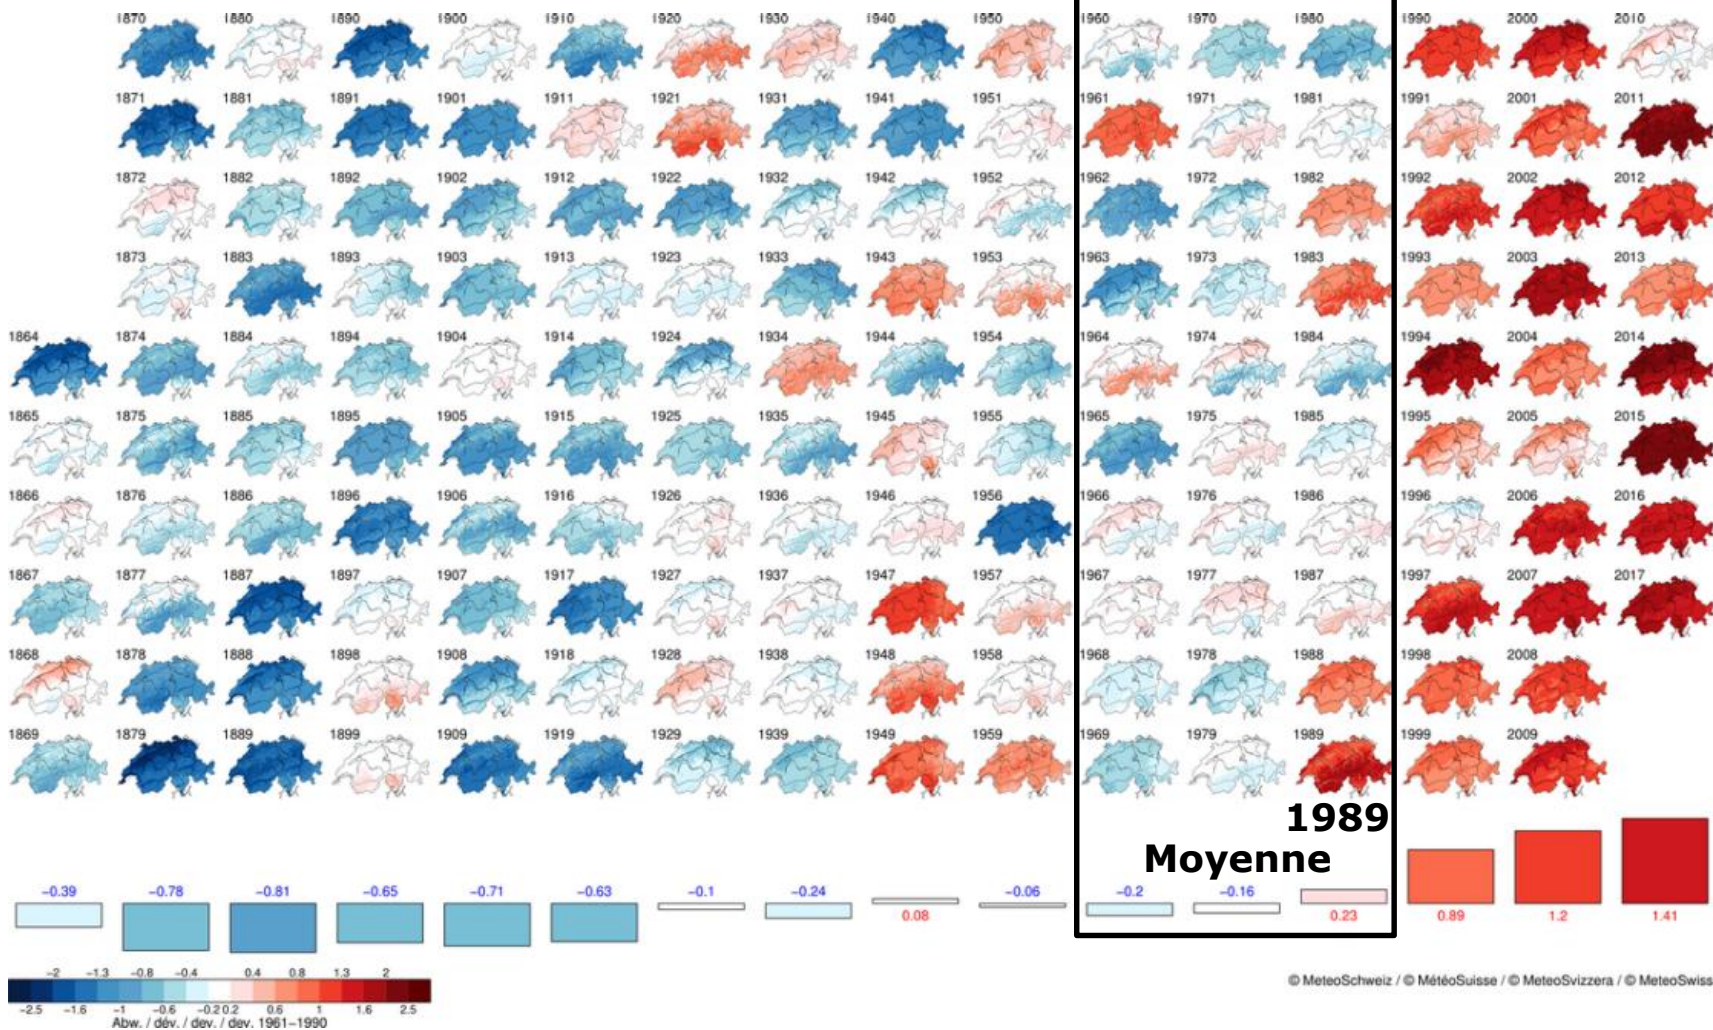 1870 1880 1890 1900 1910 1920 1930 1940 1950 1960 1970 1980 1990 2000 2010
1871 1881 1891 1901 1911 1921 1931 1941 1951 1961 1971 1981 1991 2001 2011
1872 1882 1892 1902 1912 1922 1932 1942 1952 1962 1972 1982 1992 2002 2012
1873 1883 1893 1903 1913 1923 1933 1943 1953 1963 1973 1983 1993 2003 2013
1864 1874 1884 1894 1904 1914 1924 1934 1944 1954 1964 1974 1984 1994 2004 2014
1865 1875 1885 1895 1905 1915 1925 1935 1945 1955 1965 1975 1985 1995 2005 2015
1866 1876 1886 1896 1906 1916 1926 1936 1946 1956 1966 1976 1986 1996 2006 2016
1867 1877 1887 1897 1907 1917 1927 1937 1947 1957 1967 1977 1987 1997 2007 2017
1868 1878 1888 1898 1908 1918 1928 1938 1948 1958 1968 1978 1988 1998 2008
1869 1879 1889 1899 1909 1919 1929 1939 1949 1959 1969 1979 1989 1999 2009
1989
Moyenne
−0.39 −0.78 −0.81 −0.65 −0.71 −0.63 −0.1 −0.24 −0.06 −0.2 −0.16
0.08 0.23 0.89 1.2 1.41
−2 −1.3 −0.8 −0.4 0.4 0.8 1.3 2
−2.5 −1.6 −1 −0.6 −0.2 0.2 0.6 1 1.6 2.5
Abw. / dév. / dev. / dev. 1961−1990
© MeteoSchweiz / © MétéoSuisse / © MeteoSvizzera / © MeteoSwiss